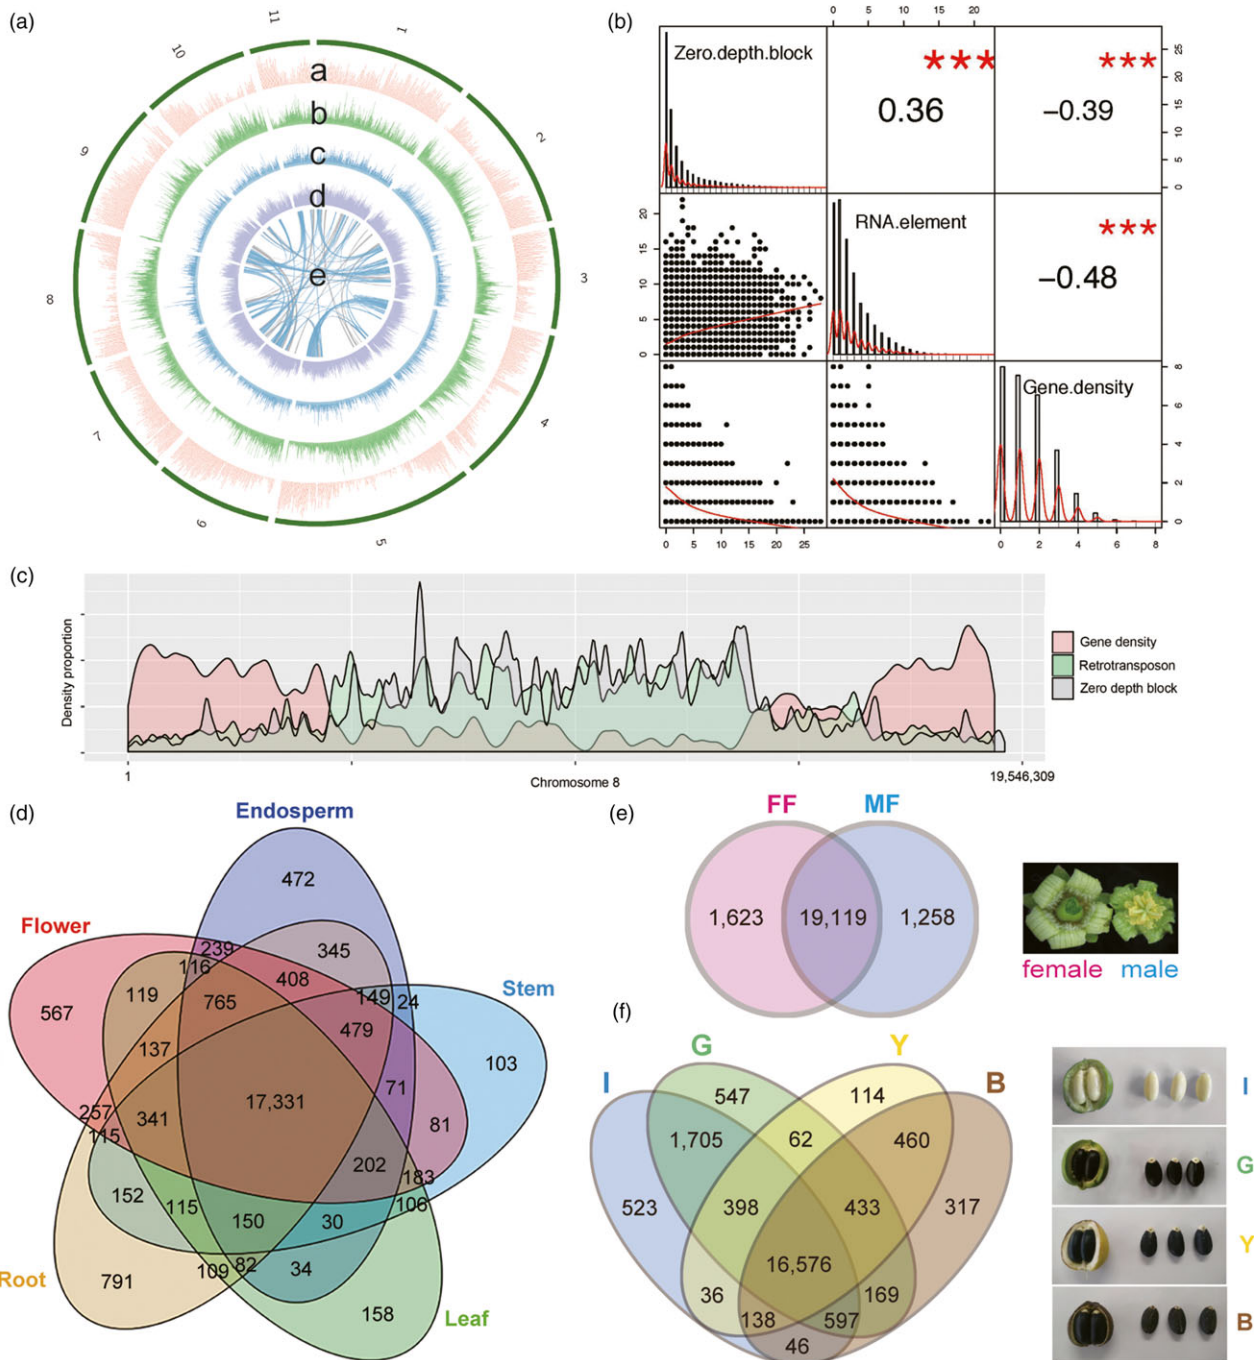 (a)
11
1
10
2
9
3
8
4
7
6
5
a
b
c
d
e
(b)
0 5 10 20
Zero.depth.block
***
0.36
***
-0.39
25
20
15
10
5
0
20
15
10
5
0
RNA.element
***
-0.48
Gene.density
8
6
4
2
0
0 5 10 15 20 25
0 2 4 6 8
(c)
Density proportion
Gene density
Retrotransposon
Zero depth block
1
Chromosome 8
19,546,309
(d)
Endosperm
472
Flower
239
345
116
408
Stem
119
765
149
24
567
479
103
137
71
17,331
257
341
81
115
202
183
152
115
106
150
30
109
82
34
Root
791
158
Leaf
(e)
FF
MF
1,623
19,119
1,258
female
male
(f)
G
Y
I
B
547
114
1,705
62
460
523
398
433
317
16,576
36
169
138
597
46
I
G
Y
B